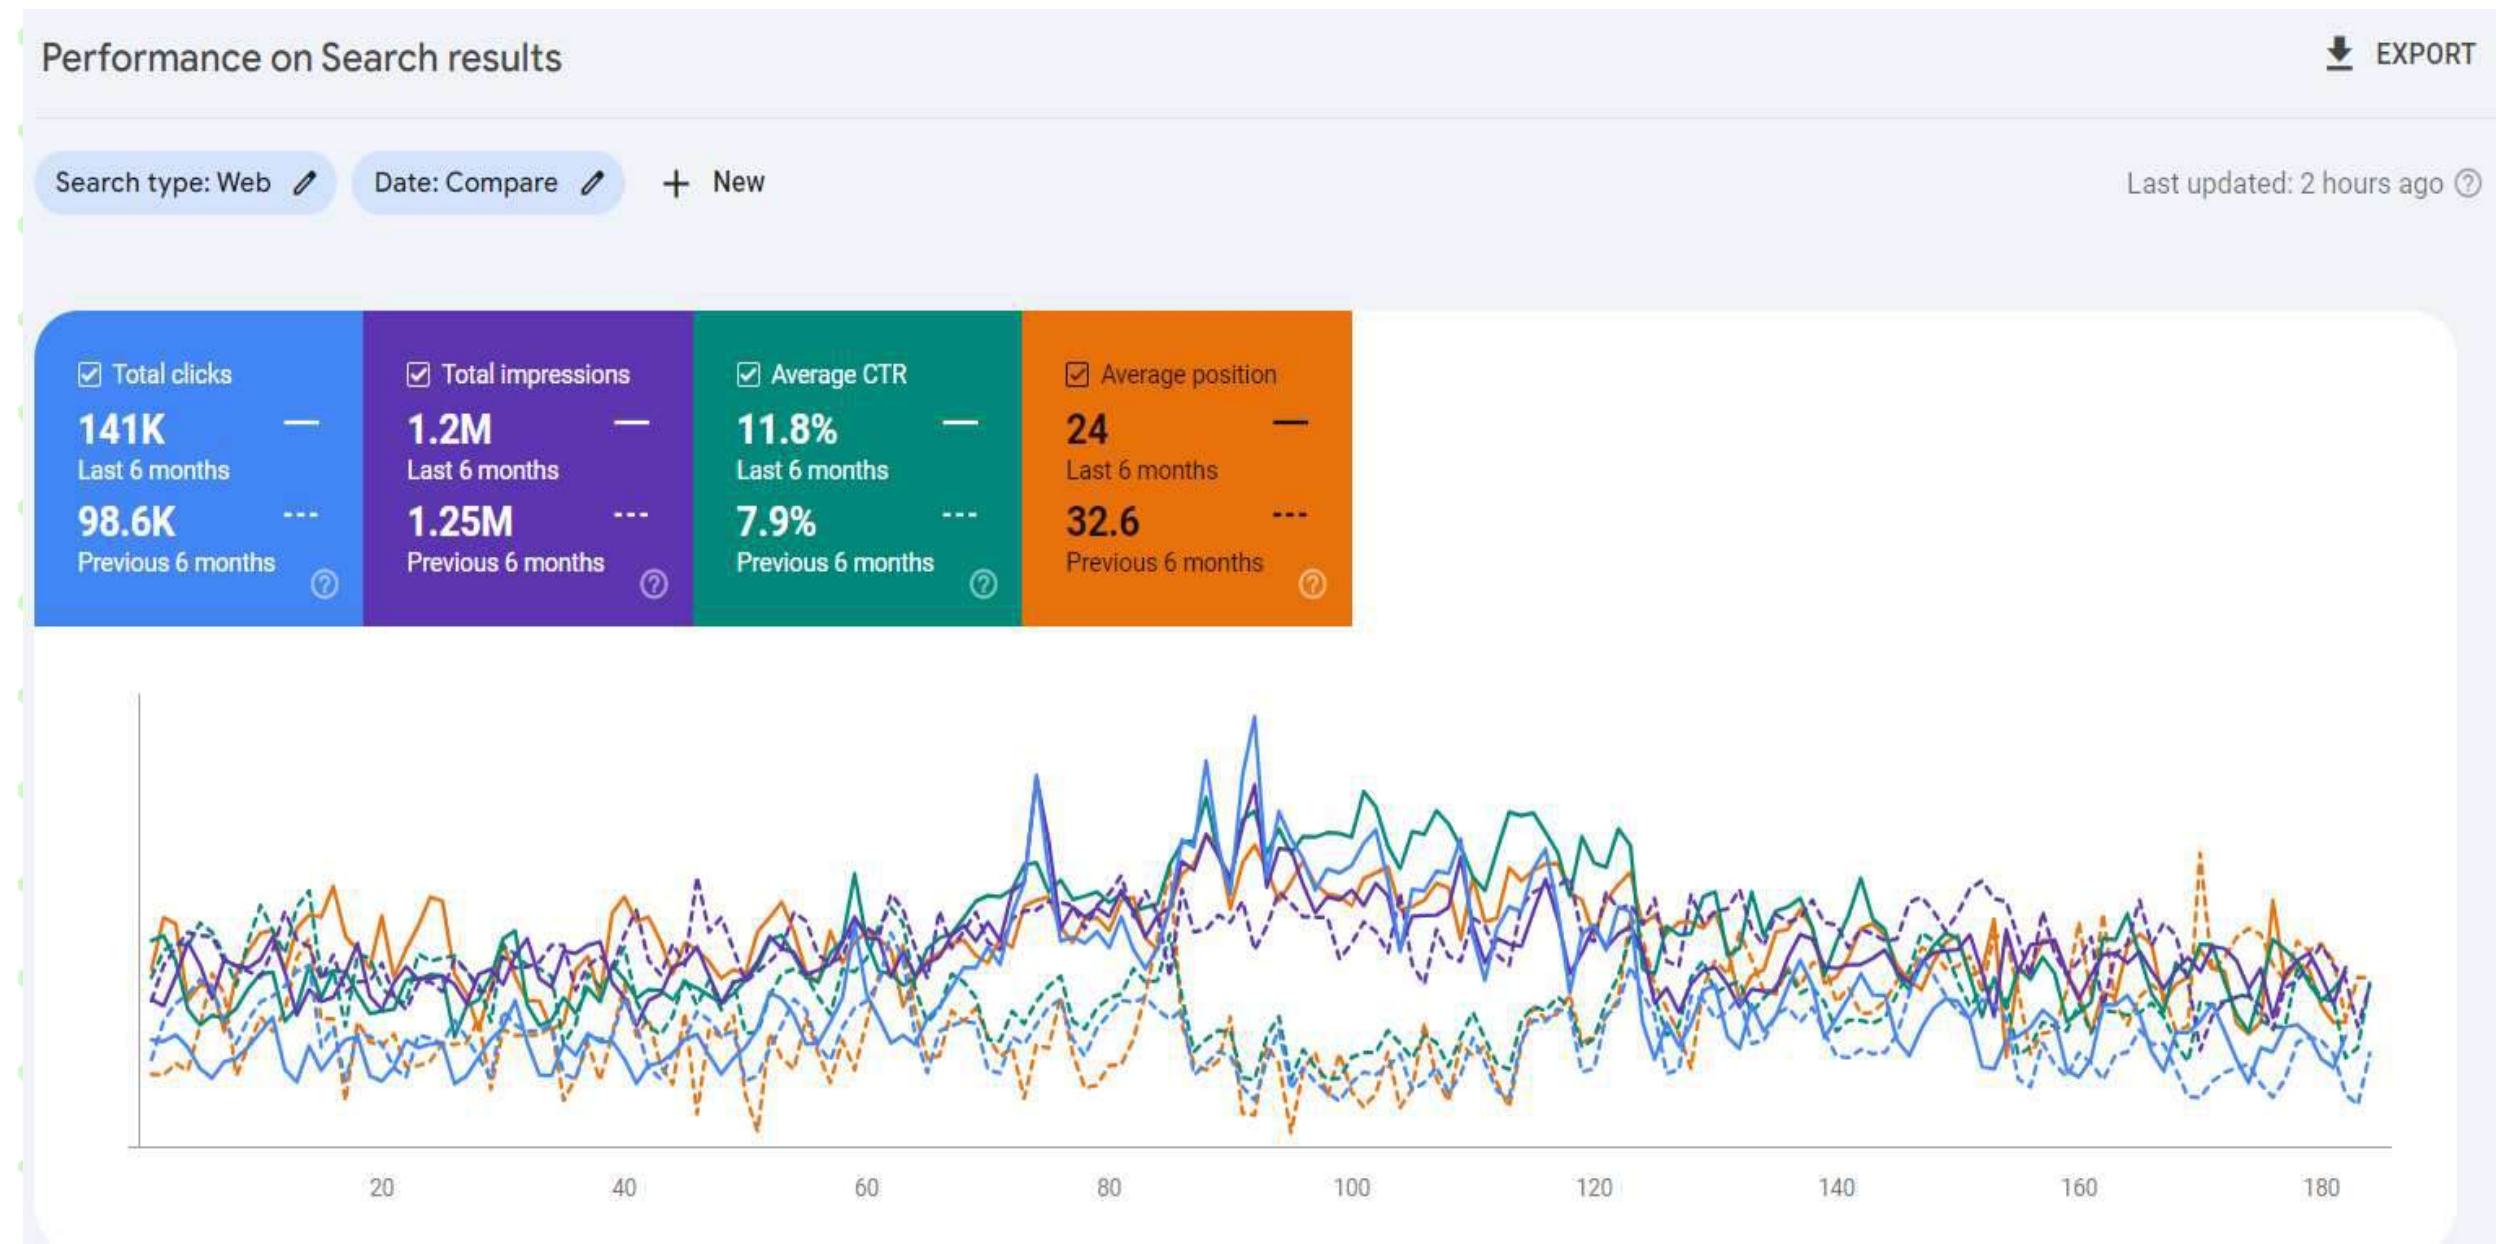 Performance on Search results
EXPORT
Search type: Web
Date: Compare
+ New
Last updated: 2 hours ago
Total clicks
141K
Last 6 months
98.6K
Previous 6 months
Total impressions
1.2M
Last 6 months
1.25M
Previous 6 months
Average CTR
11.8%
Last 6 months
7.9%
Previous 6 months
Average position
24
Last 6 months
32.6
Previous 6 months
20 40 60 80 100 120 140 160 180